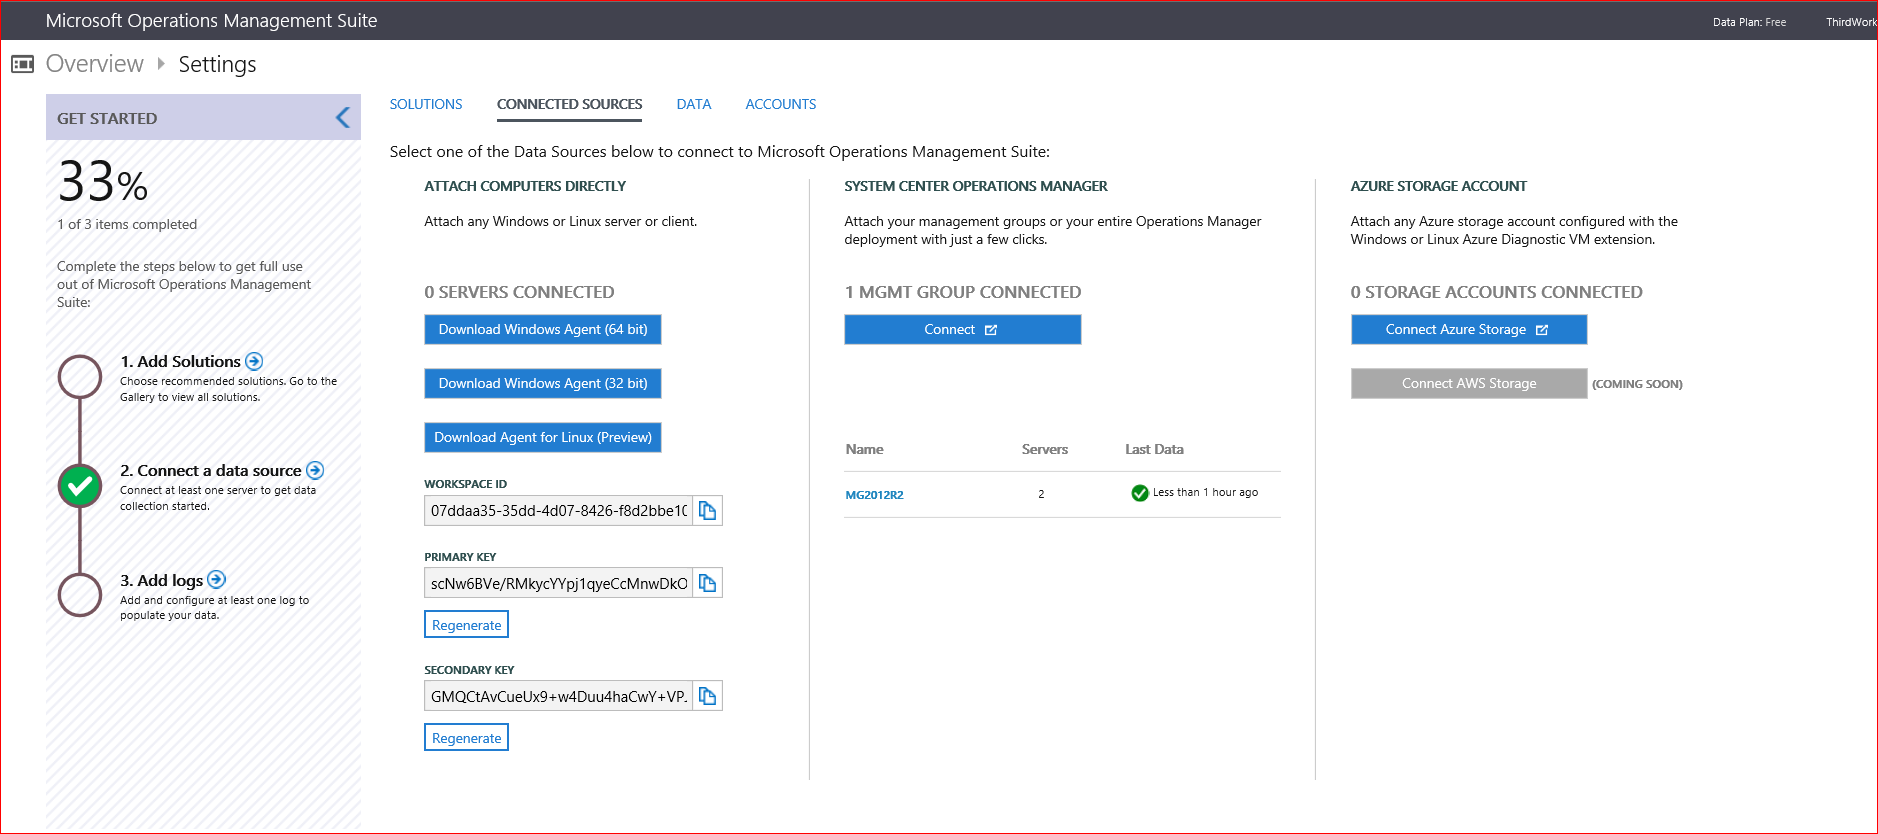 Microsoft Operations Management Suite
Data Plan: Free
ThirdWork
Overview
Settings
GET STARTED
33%
1 of 3 items completed
Complete the steps below to get full use
out of Microsoft Operations Management
Suite:
1. Add Solutions
Choose recommended solutions. Go to the
Gallery to view all solutions.
2. Connect a data source
Connect at least one server to get data
collection started.
3. Add logs
Add and configure at least one log to
populate your data.
SOLUTIONS
CONNECTED SOURCES
DATA
ACCOUNTS
Select one of the Data Sources below to connect to Microsoft Operations Management Suite:
ATTACH COMPUTERS DIRECTLY
Attach any Windows or Linux server or client.
0 SERVERS CONNECTED
Download Windows Agent (64 bit)
Download Windows Agent (32 bit)
Download Agent for Linux (Preview)
WORKSPACE ID
07ddaa35-35dd-4d07-8426-f8d2bbe10
PRIMARY KEY
scNw6BVe/RMkycYYpj1qyeCcMnwDkO
Regenerate
SECONDARY KEY
GMQCtAvCueUx9+w4Duu4haCwY+VP
Regenerate
SYSTEM CENTER OPERATIONS MANAGER
Attach your management groups or your entire Operations Manager
deployment with just a few clicks.
1 MGMT GROUP CONNECTED
Connect
Name Servers Last Data
MG2012R2 2 Less than 1 hour ago
AZURE STORAGE ACCOUNT
Attach any Azure storage account configured with the
Windows or Linux Azure Diagnostic VM extension.
0 STORAGE ACCOUNTS CONNECTED
Connect Azure Storage
Connect AWS Storage (COMING SOON)